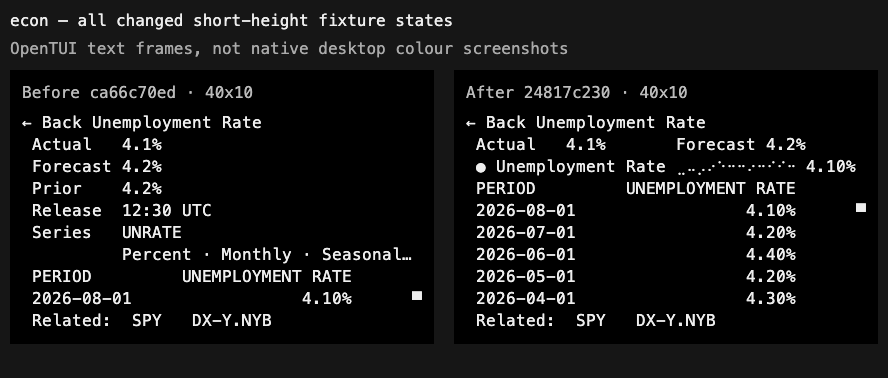 econ — all changed short-height fixture states
OpenTUI text frames, not native desktop colour screenshots
Before ca66c70ed · 40x10
← Back Unemployment Rate
Actual 4.1%
Forecast 4.2%
Prior 4.2%
Release 12:30 UTC
Series UNRATE
Percent · Monthly · Seasonal…
PERIOD UNEMPLOYMENT RATE
2026-08-01 4.10%
Related: SPY DX-Y.NYB
After 24817c230 · 40x10
← Back Unemployment Rate
Actual 4.1% Forecast 4.2%
● Unemployment Rate 4.10%
PERIOD UNEMPLOYMENT RATE
2026-08-01 4.10%
2026-07-01 4.20%
2026-06-01 4.40%
2026-05-01 4.20%
2026-04-01 4.30%
Related: SPY DX-Y.NYB